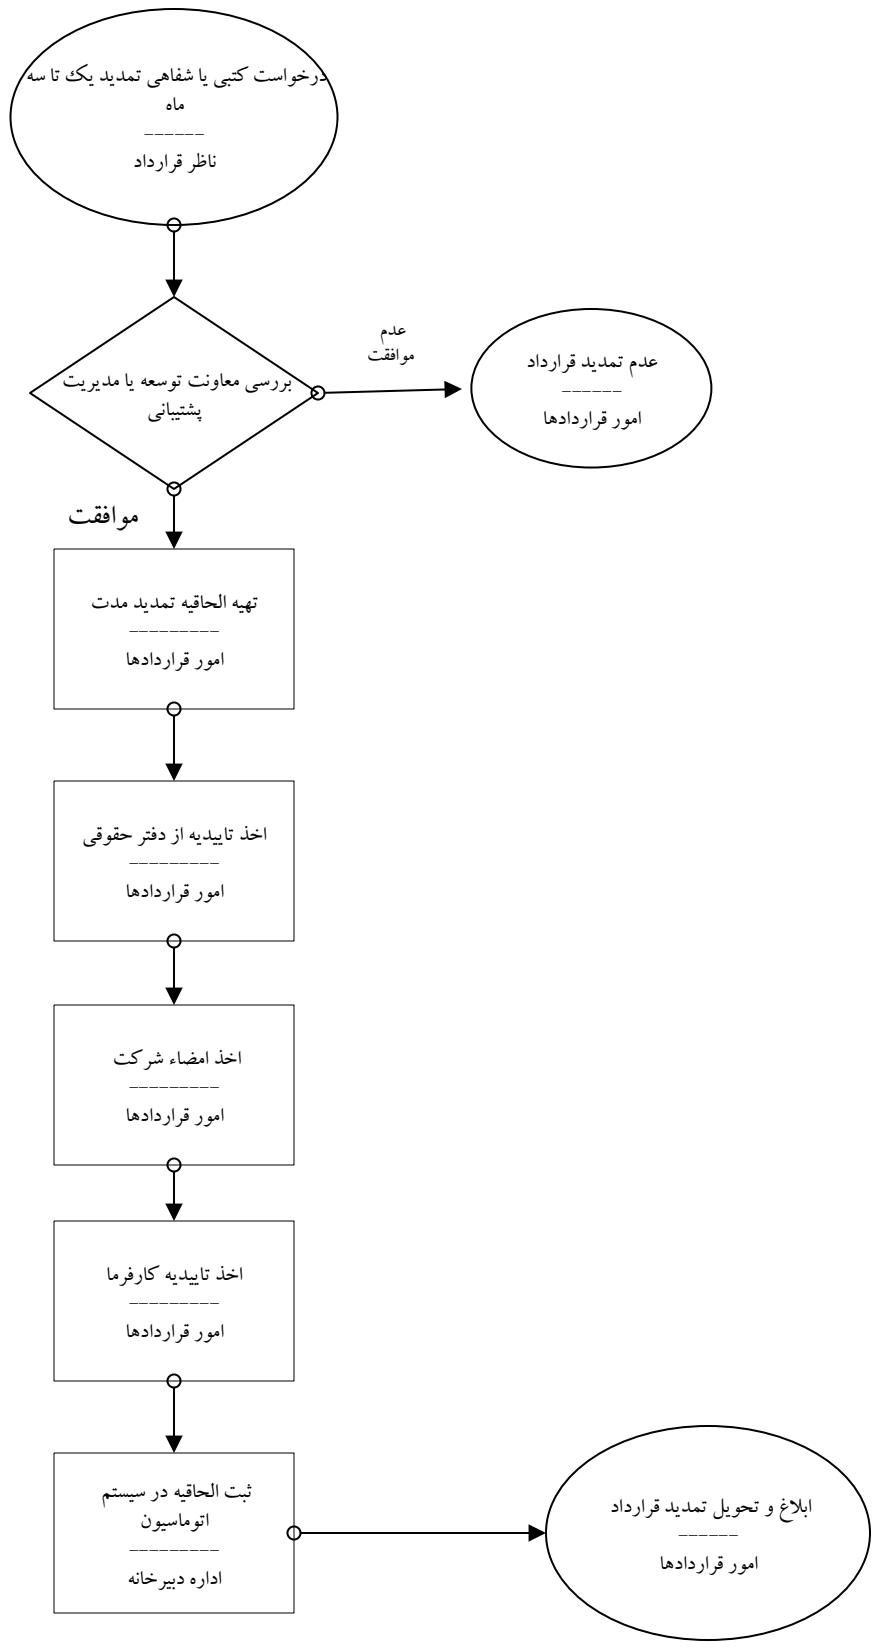 درخواست کتبی یا شفاهی تمدید یک تا سه
ماه
------
ناظر قرارداد
بررسی معاونت توسعه یا مدیریت
پشتیبانی
عدم
موافقت
عدم تمدید قرارداد
------
امور قراردادها
موافقت
تهیه الحاقیه تمدید مدت
---------
امور قراردادها
اخذ تاییدیه از دفتر حقوقی
---------
امور قراردادها
اخذ امضاء شرکت
---------
امور قراردادها
اخذ تاییدیه کارفرما
---------
امور قراردادها
ثبت الحاقیه در سیستم
اتوماسیون
---------
اداره دبیرخانه
ابلاغ و تحویل تمدید قرارداد
------
امور قراردادها